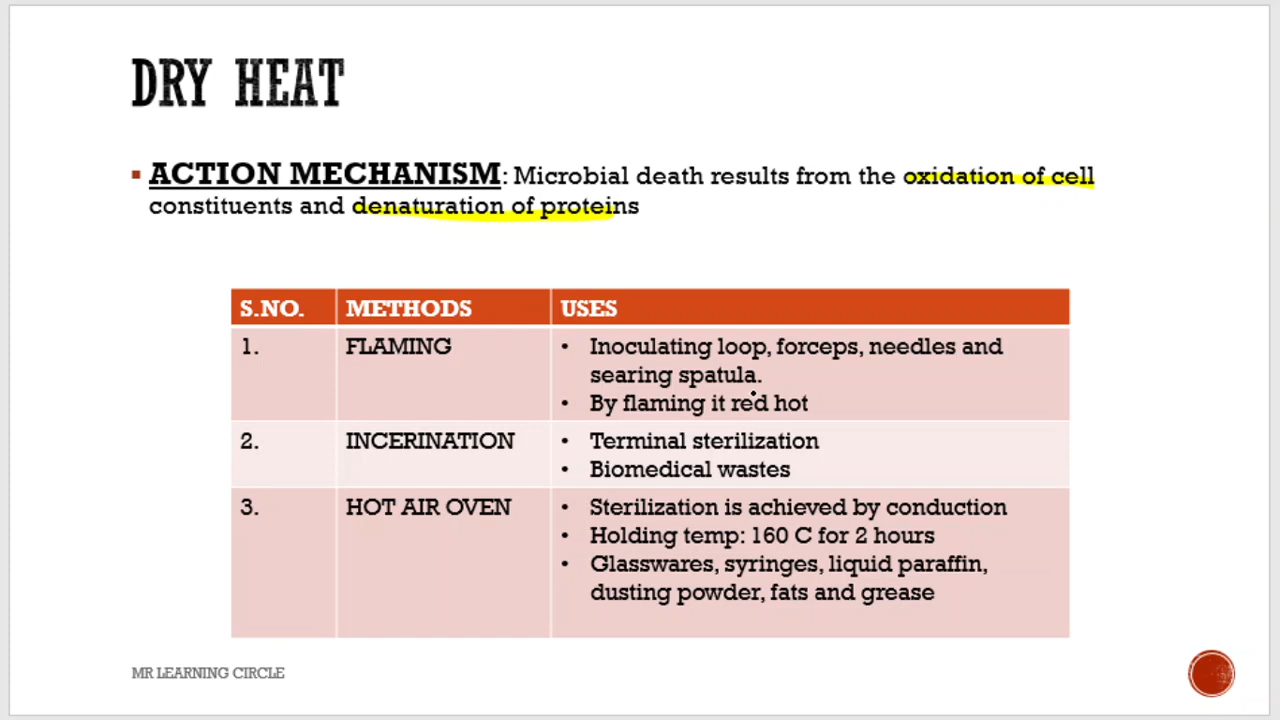 DRY HEAT
▪ ACTION MECHANISM: Microbial death results from the oxidation of cell
constituents and denaturation of proteins
S.NO. METHODS USES
1. FLAMING • Inoculating loop, forceps, needles and
searing spatula.
• By flaming it red hot
2. INCERINATION • Terminal sterilization
• Biomedical wastes
3. HOT AIR OVEN • Sterilization is achieved by conduction
• Holding temp: 160 C for 2 hours
• Glasswares, syringes, liquid paraffin,
dusting powder, fats and grease
MR LEARNING CIRCLE